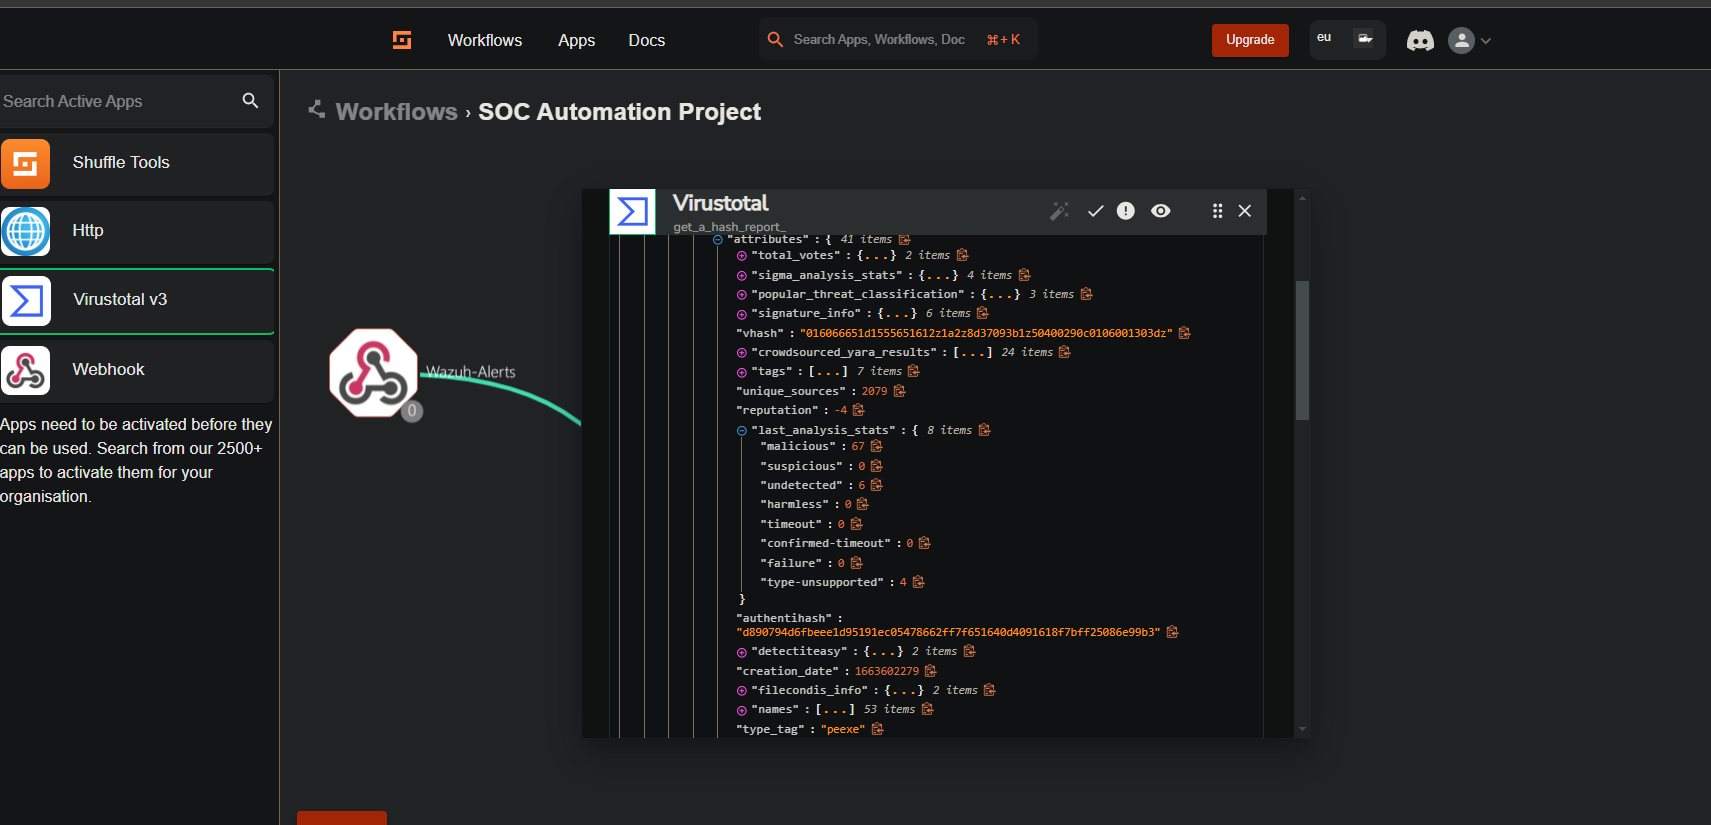 Workflows
Apps
Docs
Search Apps, Workflows, Doc
⌘+ K
Upgrade
eu
Search Active Apps
Shuffle Tools
Http
Virustotal v3
Webhook
Apps need to be activated before they
can be used. Search from our 2500+
apps to activate them for your
organisation.
Workflows › SOC Automation Project
Wazuh-Alerts
0
Virustotal
get_a_hash_report_
"attributes" : { 41 items
"total_votes" : {...} 2 items
"sigma_analysis_stats" : {...} 4 items
"popular_threat_classification" : {...} 3 items
"signature_info" : {...} 6 items
"vhash" : "016066651d1555651612z1a2z8d37093b1z50400290c0106001303dz"
"crowdsourced_yara_results" : [...] 24 items
"tags" : [...] 7 items
"unique_sources" : 2079
"reputation" : -4
"last_analysis_stats" : { 8 items
"malicious" : 67
"suspicious" : 0
"undetected" : 6
"harmless" : 0
"timeout" : 0
"confirmed-timeout" : 0
"failure" : 0
"type-unsupported" : 4
}
"authentihash" :
"d890794d6fbeee1d95191ec05478662ff7f651640d4091618f7bff25086e99b3"
"detectiteasy" : {...} 2 items
"creation_date" : 1663602279
"filecondis_info" : {...} 2 items
"names" : [...] 53 items
"type_tag" : "peexe"